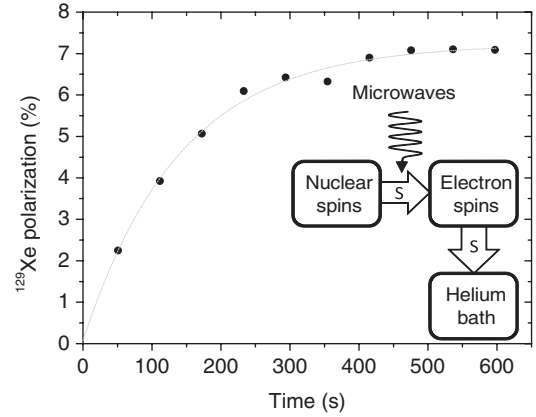 8
7
6
5
4
3
2
1
0
¹²⁹Xe polarization (%)
Microwaves
Nuclear
spins
S
Electron
spins
S
Helium
bath
0 100 200 300 400 500 600
Time (s)